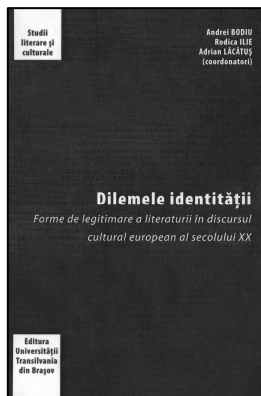 Studii
literare și
culturale
Andrei BODIU
Rodica ILIE
Adrian LĂCĂTUȘ
(coordonatori)
Dilemele identității
Forme de legitimare a literaturii în discursul
cultural european al secolului XX
Editura
Universității
Transilvania
din Brașov